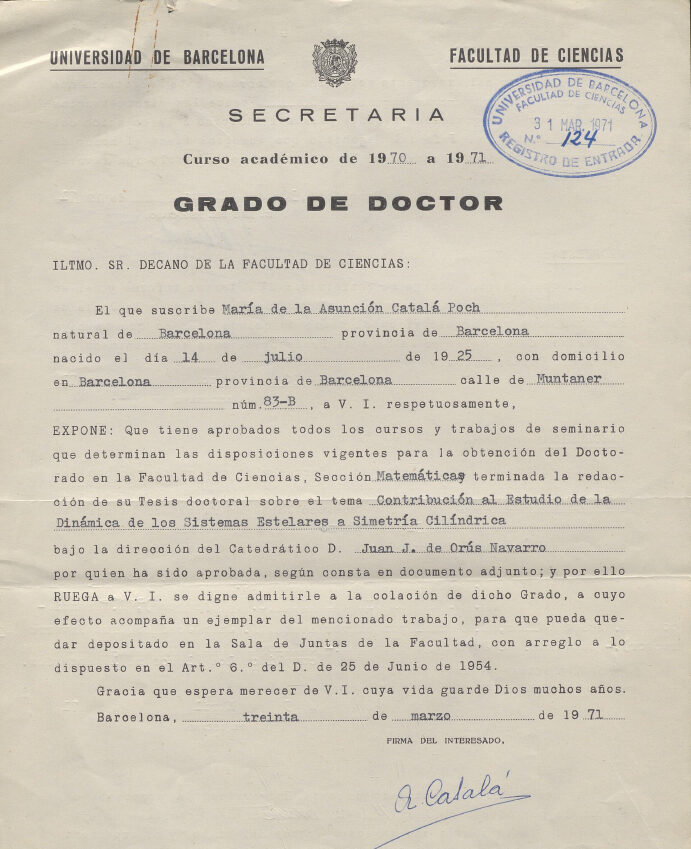 UNIVERSIDAD DE BARCELONA
FACULTAD DE CIENCIAS
UNIVERSIDAD DE BARCELONA
FACULTAD DE CIENCIAS
31 MAR. 1971
N.º 124
REGISTRO DE ENTRADA
SECRETARIA
Curso académico de 1970 a 1971
GRADO DE DOCTOR
ILTMO. SR. DECANO DE LA FACULTAD DE CIENCIAS:
El que suscribe María de la Asunción Catalá Poch
natural de Barcelona provincia de Barcelona
nacido el día 14 de julio de 1925, con domicilio
en Barcelona provincia de Barcelona calle de Muntaner
núm. 83-B, a V. I. respetuosamente,
EXPONE: Que tiene aprobados todos los cursos y trabajos de seminario
que determinan las disposiciones vigentes para la obtención del Docto-
rado en la Facultad de Ciencias, Sección Matemáticas terminada la redac-
ción de su Tesis doctoral sobre el tema Contribución al Estudio de la
Dinámica de los Sistemas Estelares a Simetría Cilíndrica
bajo la dirección del Catedrático D. Juan J. de Orús Navarro
por quien ha sido aprobada, según consta en documento adjunto; y por ello
RUEGA a V. I. se digne admitirle a la colación de dicho Grado, a cuyo
efecto acompaña un ejemplar del mencionado trabajo, para que pueda que-
dar depositado en la Sala de Juntas de la Facultad, con arreglo a lo
dispuesto en el Art.º 6.º del D. de 25 de Junio de 1954.
Gracia que espera merecer de V. I. cuya vida guarde Dios muchos años.
Barcelona, treinta de marzo de 1971
FIRMA DEL INTERESADO,
A Catalá